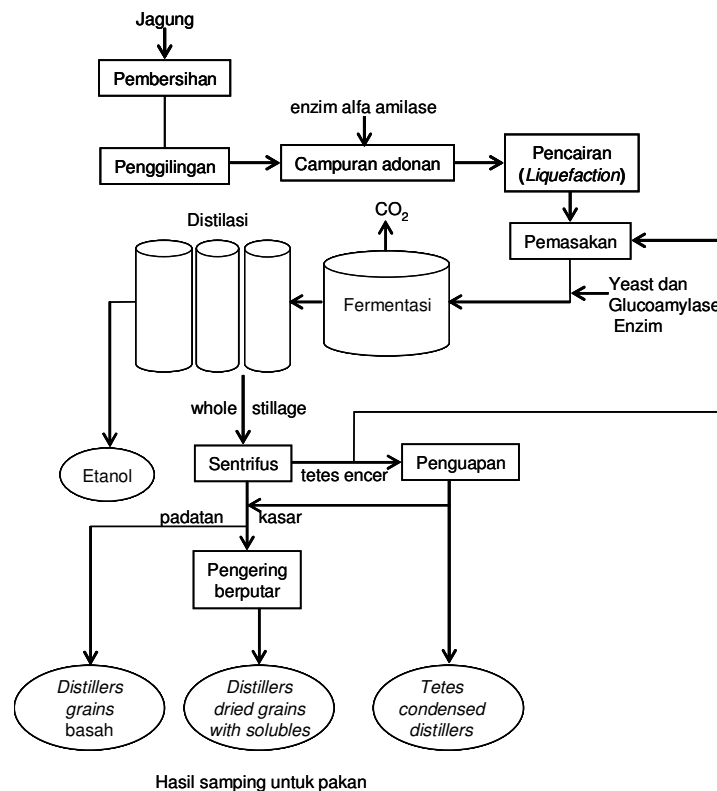 Jagung
Pembersihan
enzim alfa amilase
Penggilingan
Campuran adonan
Pencairan
(Liquefaction)
Distilasi
CO2
Pemasakan
Fermentasi
Yeast dan
Glucoamylase
Enzim
whole stillage
Etanol
Sentrifus
tetes encer
Penguapan
padatan kasar
Pengering
berputar
Distillers
grains
basah
Distillers
dried grains
with solubles
Tetes
condensed
distillers
Hasil samping untuk pakan